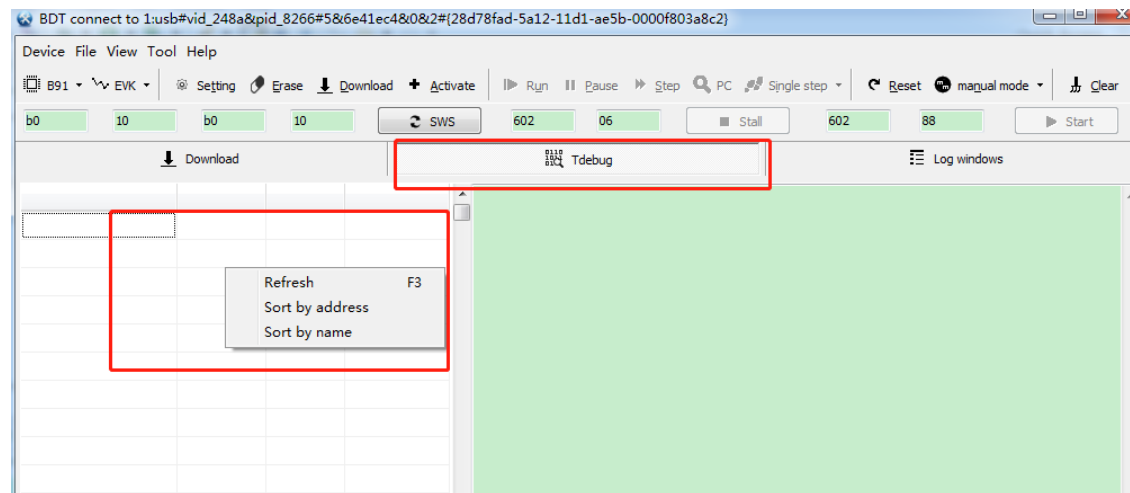 BDT connect to 1:usb#vid_248a&pid_8266#5&6e41ec4&0&2#{28d78fad-5a12-11d1-ae5b-0000f803a8c2}
Device File View Tool Help
B91 EVK Setting Erase Download Activate Run Pause Step PC Single step Reset manual mode Clear
b0 10 b0 10 SWS 602 06 Stall 602 88 Start
Download Tdebug Log windows
Refresh F3
Sort by address
Sort by name